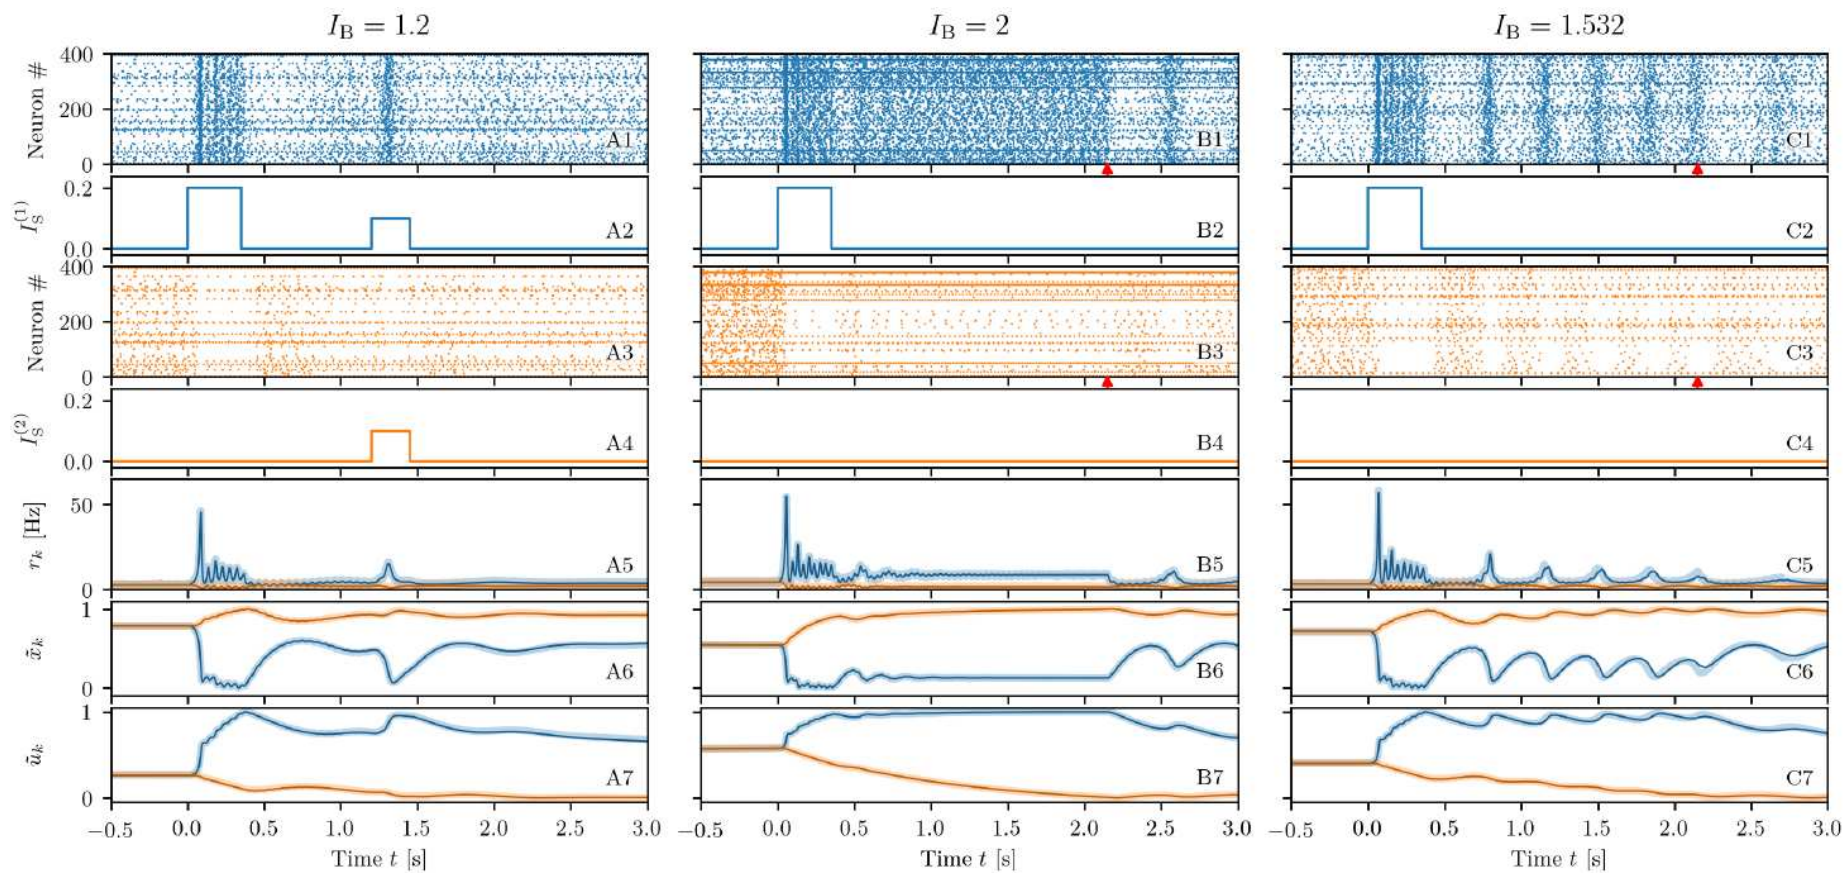 I_B = 1.2 I_B = 2 I_B = 1.532
400
200
0
Neuron #
A1 B1 C1
0.2
0.0
I_S^(1)
A2 B2 C2
400
200
0
Neuron #
A3 B3 C3
0.2
0.0
I_S^(2)
A4 B4 C4
50
0
r_k [Hz]
A5 B5 C5
1
0
x̃_k
A6 B6 C6
1
0
ũ_k
A7 B7 C7
−0.5 0.0 0.5 1.0 1.5 2.0 2.5 3.0 −0.5 0.0 0.5 1.0 1.5 2.0 2.5 3.0 −0.5 0.0 0.5 1.0 1.5 2.0 2.5 3.0
Time t [s] Time t [s] Time t [s]